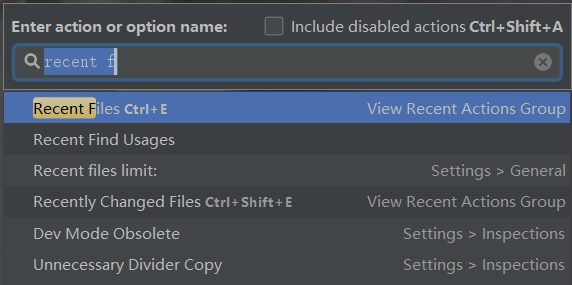 Enter action or option name: Include disabled actions Ctrl+Shift+A
recent f
Recent Files Ctrl+E View Recent Actions Group
Recent Find Usages
Recent files limit: Settings > General
Recently Changed Files Ctrl+Shift+E View Recent Actions Group
Dev Mode Obsolete Settings > Inspections
Unnecessary Divider Copy Settings > Inspections